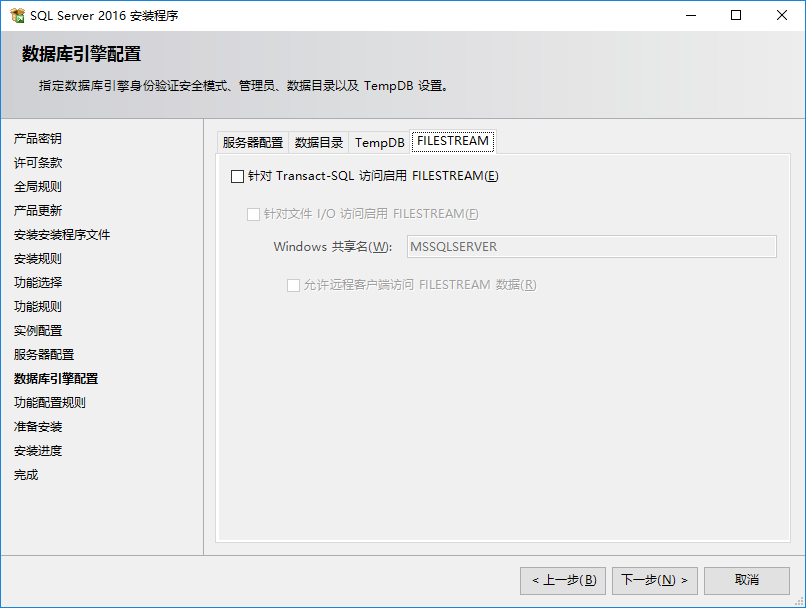 SQL Server 2016 安装程序
数据库引擎配置
指定数据库引擎身份验证安全模式、管理员、数据目录以及 TempDB 设置。
产品密钥
许可条款
全局规则
产品更新
安装安装程序文件
安装规则
功能选择
功能规则
实例配置
服务器配置
数据库引擎配置
功能配置规则
准备安装
安装进度
完成
服务器配置 数据目录 TempDB FILESTREAM
针对 Transact-SQL 访问启用 FILESTREAM(E)
针对文件 I/O 访问启用 FILESTREAM(F)
Windows 共享名(W): MSSQLSERVER
允许远程客户端访问 FILESTREAM 数据(R)
< 上一步(B) 下一步(N) > 取消